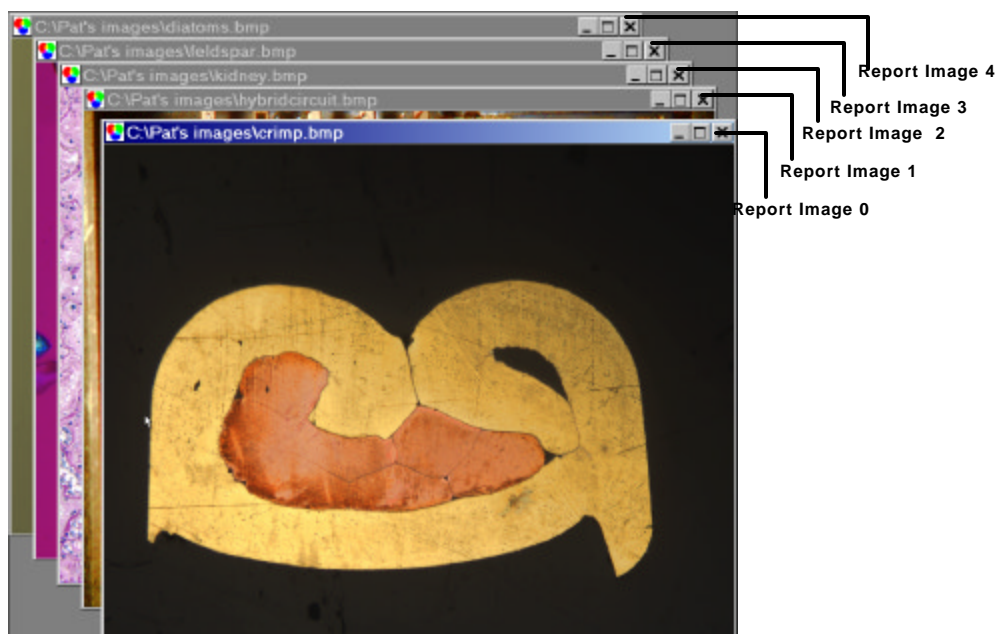 C:\Pat's images\diatoms.bmp
C:\Pat's images\feldspar.bmp
C:\Pat's images\kidney.bmp
C:\Pat's images\hybridcircuit.bmp
C:\Pat's images\crimp.bmp
Report Image 4
Report Image 3
Report Image 2
Report Image 1
Report Image 0